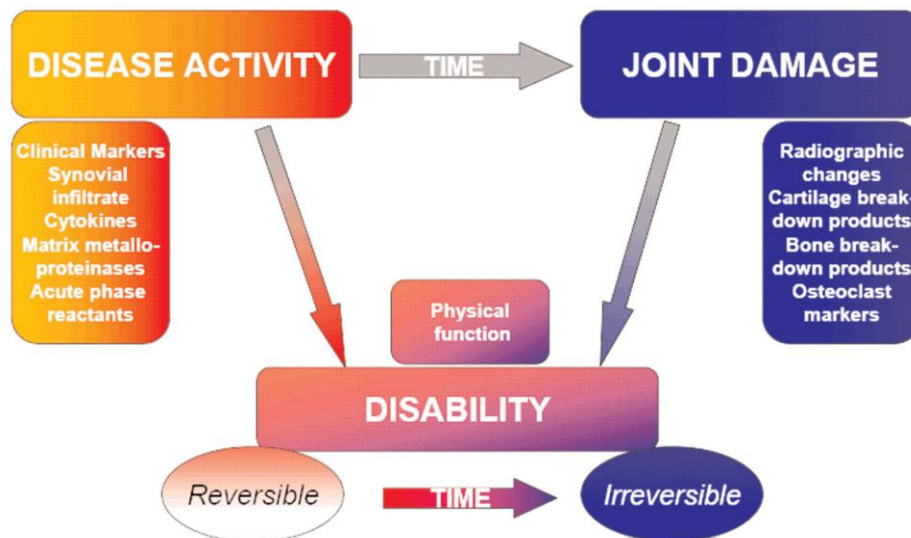 DISEASE ACTIVITY
TIME
JOINT DAMAGE
Clinical Markers
Synovial
infiltrate
Cytokines
Matrix metallo-
proteinases
Acute phase
reactants
Radiographic
changes
Cartilage break-
down products
Bone break-
down products
Osteoclast
markers
Physical
function
DISABILITY
Reversible
TIME
Irreversible